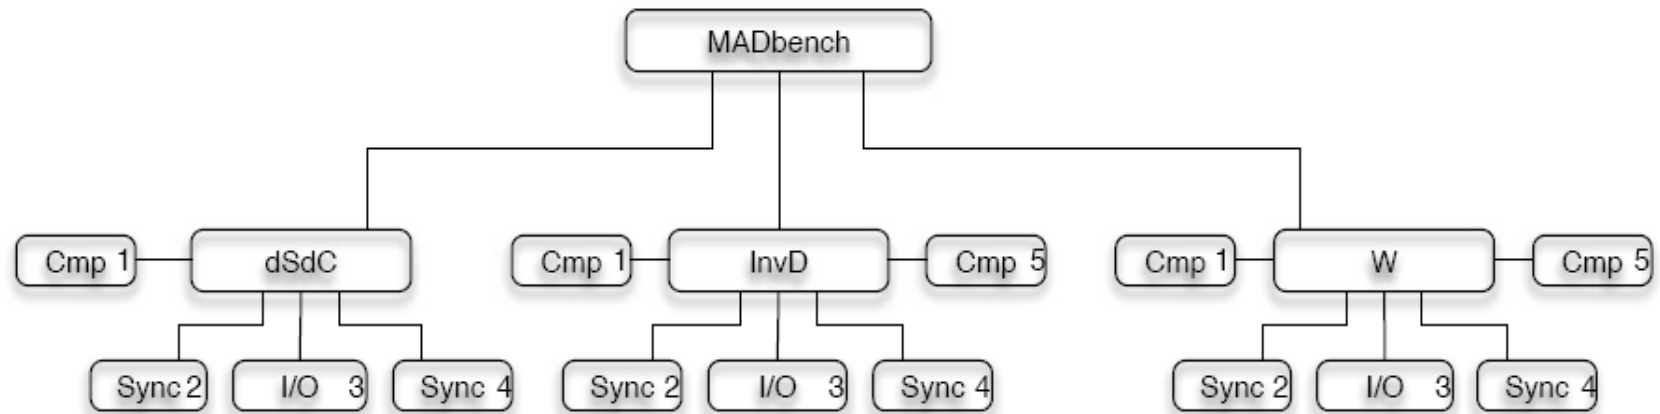 MADbench
Cmp 1
dSdC
Cmp 1
InvD
Cmp 5
Cmp 1
W
Cmp 5
Sync 2
I/O 3
Sync 4
Sync 2
I/O 3
Sync 4
Sync 2
I/O 3
Sync 4